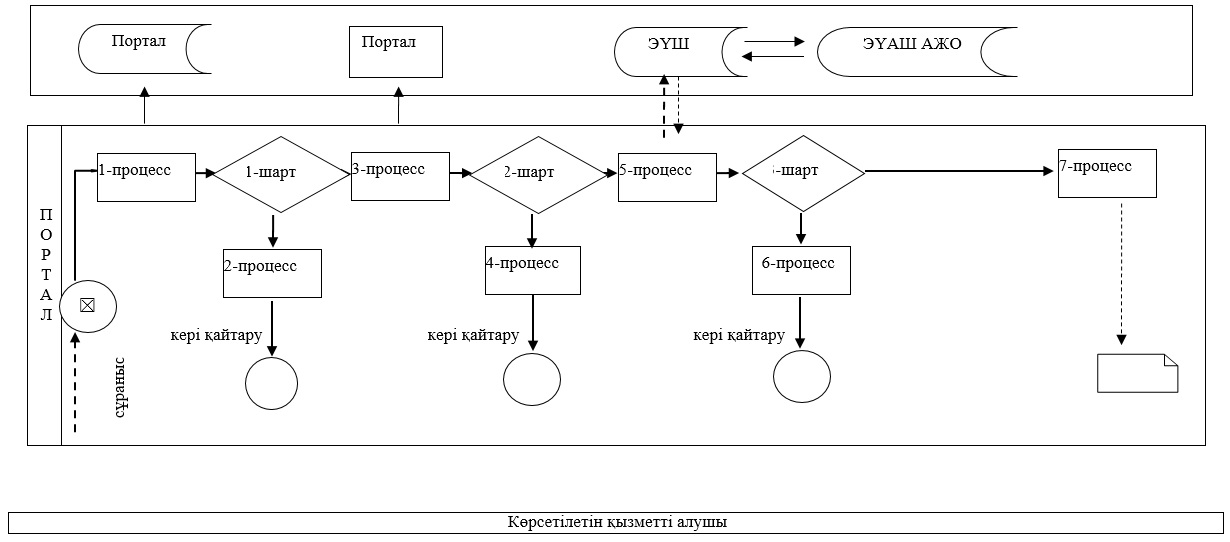 Портал
Портал
ЭҮШ
ЭҮАШ АЖО
ПОРТАЛ
1-процесс
1-шарт
3-процесс
2-шарт
5-процесс
-шарт
7-процесс
2-процесс
4-процесс
6-процесс
кері қайтару
кері қайтару
кері қайтару
сұраныс
Көрсетілетін қызметті алушы